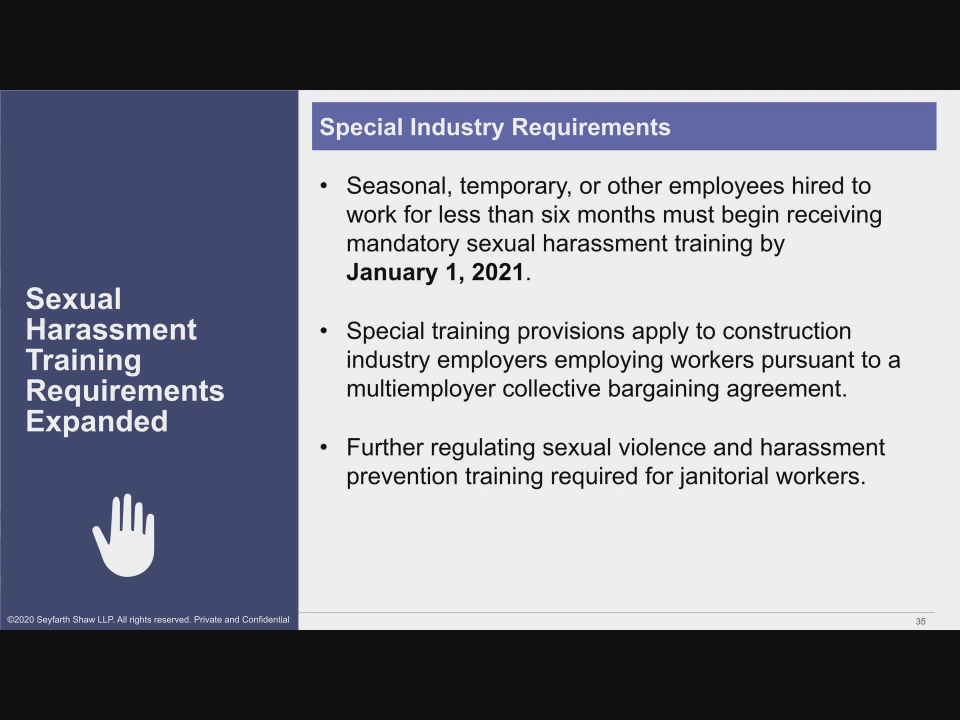 Special Industry Requirements
• Seasonal, temporary, or other employees hired to
work for less than six months must begin receiving
mandatory sexual harassment training by
January 1, 2021.
• Special training provisions apply to construction
industry employers employing workers pursuant to a
multiemployer collective bargaining agreement.
• Further regulating sexual violence and harassment
prevention training required for janitorial workers.
Sexual
Harassment
Training
Requirements
Expanded
©2020 Seyfarth Shaw LLP. All rights reserved. Private and Confidential
35